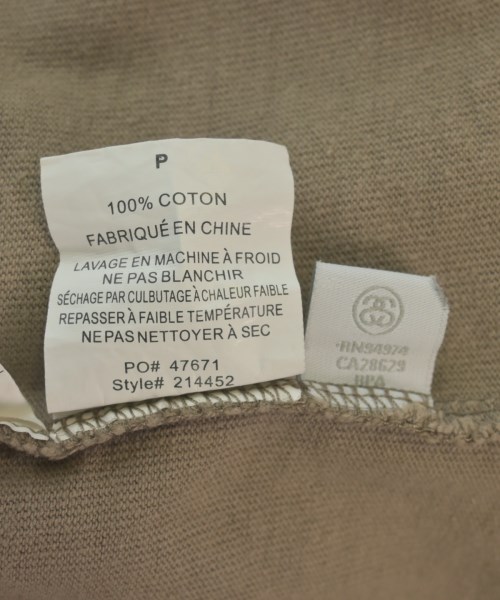 P
100% COTON
FABRIQUÉ EN CHINE
LAVAGE EN MACHINE À FROID
NE PAS BLANCHIR
SÉCHAGE PAR CULBUTAGE À CHALEUR FAIBLE
REPASSER À FAIBLE TEMPÉRATURE
NE PAS NETTOYER À SEC
PO# 47671
Style# 214452
RN94974
CA28629